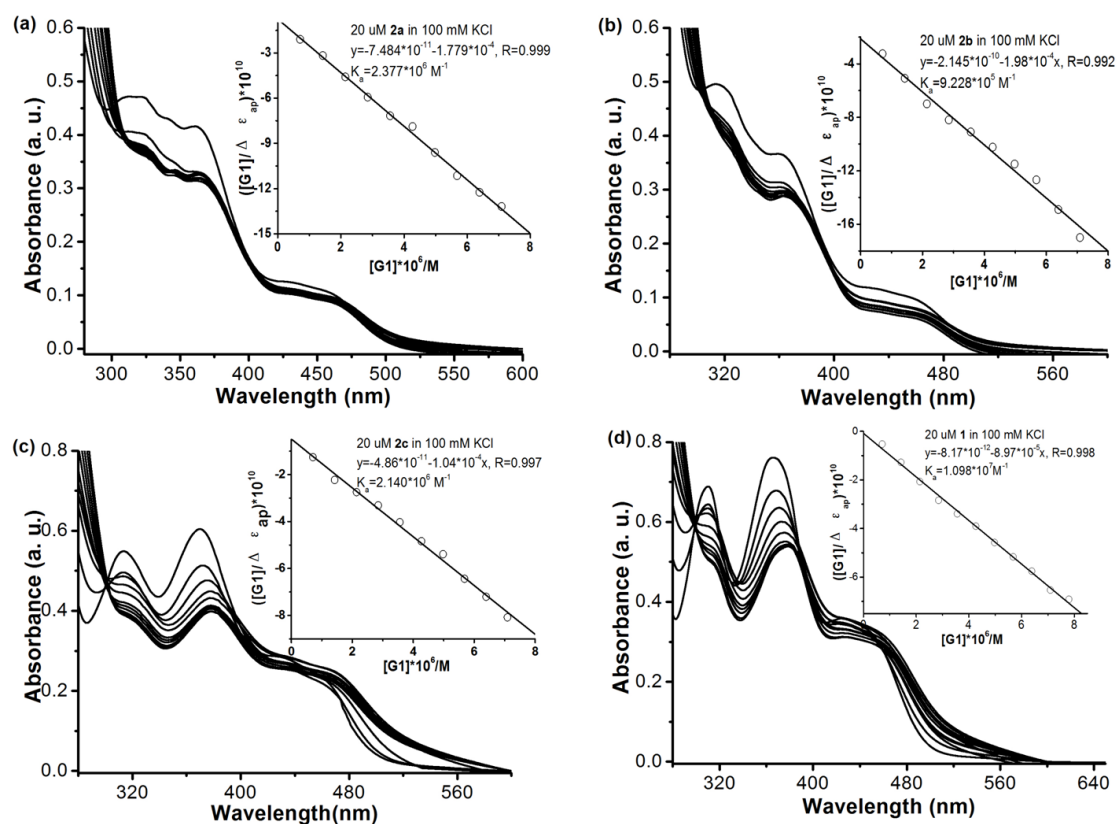 (a)
20 uM 2a in 100 mM KCl
y=-7.484*10-11-1.779*10-4, R=0.999
Ka=2.377*106 M-1
([G1]/Δ ε ap)*1010
-3
-6
-9
-12
-15
0 2 4 6 8
[G1]*106/M
Absorbance (a. u.)
0.6
0.5
0.4
0.3
0.2
0.1
0.0
300 350 400 450 500 550 600
Wavelength (nm)
(b)
20 uM 2b in 100 mM KCl
y=-2.145*10-10-1.98*10-4x, R=0.992
Ka=9.228*105 M-1
([G1]/Δ ε ap)*1010
-4
-8
-12
-16
0 2 4 6 8
[G1]*106/M
Absorbance (a. u.)
0.6
0.5
0.4
0.3
0.2
0.1
0.0
320 400 480 560
Wavelength (nm)
(c)
20 uM 2c in 100 mM KCl
y=-4.86*10-11-1.04*10-4x, R=0.997
Ka=2.140*106 M-1
([G1]/Δ ε ap)*1010
-2
-4
-6
-8
0 2 4 6 8
[G1]*106/M
Absorbance (a. u.)
0.8
0.6
0.4
0.2
0.0
320 400 480 560
Wavelength(nm)
(d)
20 uM 1 in 100 mM KCl
y=-8.17*10-12-8.97*10-5x, R=0.998
Ka=1.098*107M-1
([G1]/Δ ε ap)*1010
0
-2
-4
-6
0 2 4 6 8
[G1]*106/M
Absorbance (a. u.)
0.8
0.6
0.4
0.2
0.0
320 400 480 560 640
Wavelength (nm)